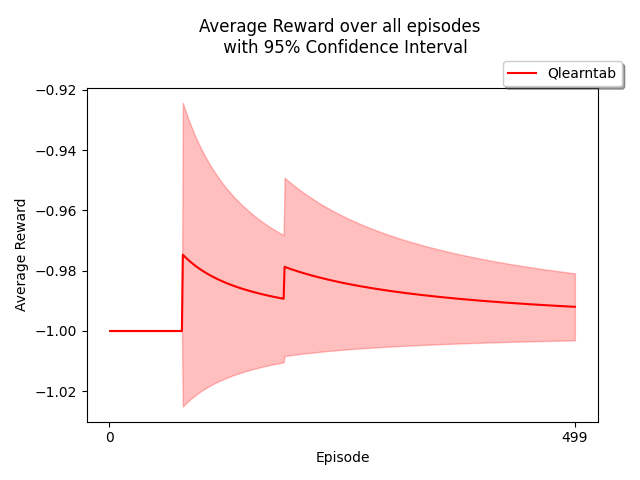 Average Reward over all episodes
with 95% Confidence Interval
Qlearntab
−0.92
−0.94
−0.96
−0.98
−1.00
−1.02
Average Reward
0
499
Episode